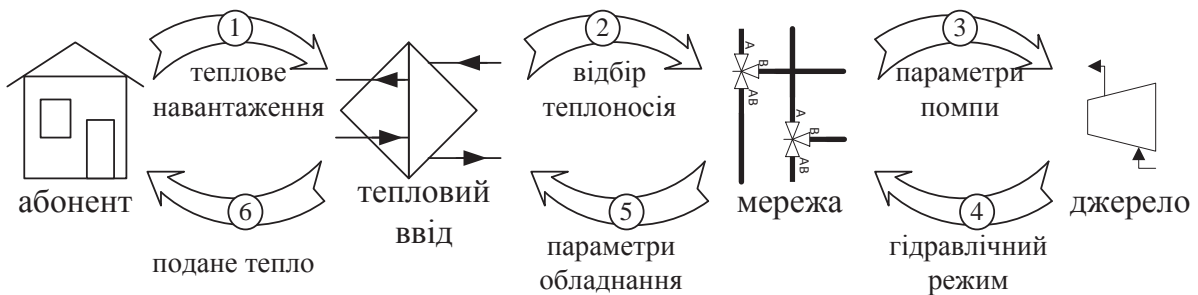 1
теплове
навантаження
2
відбір
теплоносія
3
параметри
помпи
A
B
AB
A
B
AB
абонент
тепловий
ввід
мережа
джерело
6
подане тепло
5
параметри
обладнання
4
гідравлічний
режим